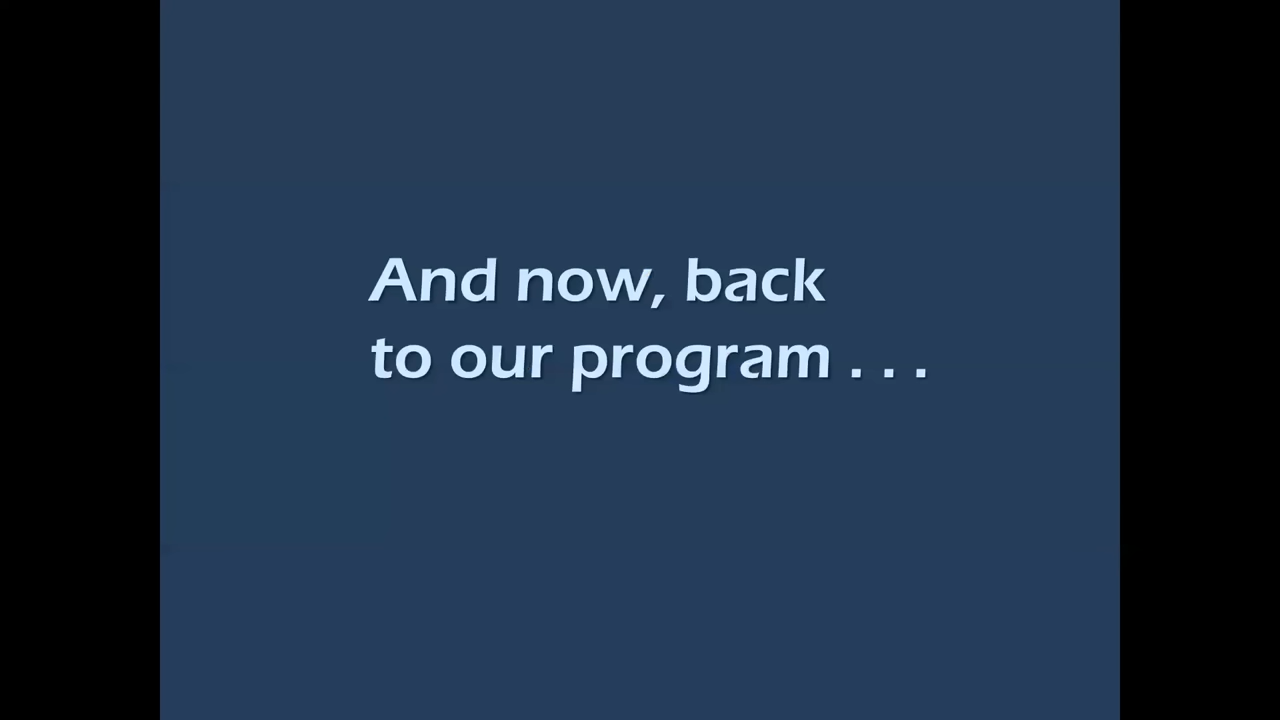 And now, back
to our program . . .